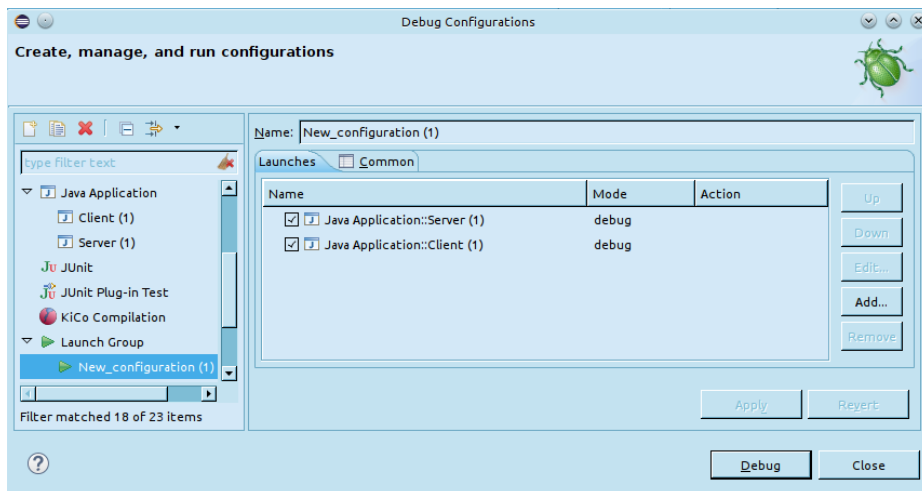 Debug Configurations
Create, manage, and run configurations
type filter text
Java Application
Client (1)
Server (1)
Ju JUnit
JUnit Plug-in Test
KiCo Compilation
Launch Group
New_configuration (1)
Filter matched 18 of 23 items
Name: New_configuration (1)
Launches Common
Name Mode Action
Java Application::Server (1) debug
Java Application::Client (1) debug
Up
Down
Edit...
Add...
Remove
Apply Revert
? Debug Close